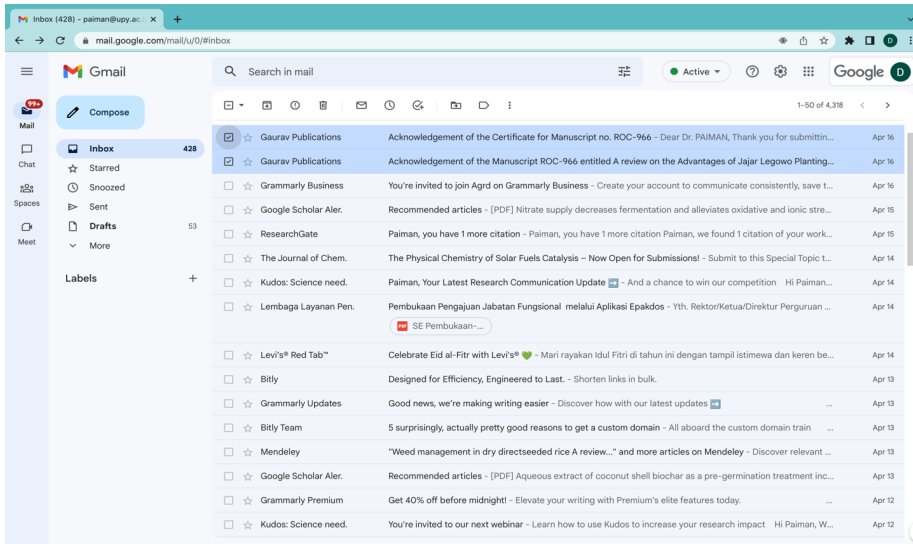 Inbox (428) - paiman@upy.ac.i
mail.google.com/mail/u/0/#inbox
Gmail
Search in mail
Active
Google
D
99+
Mail
Chat
Spaces
Meet
Compose
Inbox 428
Starred
Snoozed
Sent
Drafts 53
More
Labels
1–50 of 4,318
Gaurav Publications Acknowledgement of the Certificate for Manuscript no. ROC-966 - Dear Dr. PAIMAN, Thank you for submittin... Apr 16
Gaurav Publications Acknowledgement of the Manuscript ROC-966 entitled A review on the Advantages of Jajar Legowo Planting... Apr 16
Grammarly Business You're invited to join Agrd on Grammarly Business - Create your account to communicate consistently, save t... Apr 16
Google Scholar Aler. Recommended articles - [PDF] Nitrate supply decreases fermentation and alleviates oxidative and ionic stre... Apr 15
ResearchGate Paiman, you have 1 more citation - Paiman, you have 1 more citation Paiman, we found 1 citation of your work... Apr 15
The Journal of Chem. The Physical Chemistry of Solar Fuels Catalysis – Now Open for Submissions! - Submit to this Special Topic t... Apr 14
Kudos: Science need. Paiman, Your Latest Research Communication Update ➡️ - And a chance to win our competition Hi Paiman... Apr 14
Lembaga Layanan Pen. Pembukaan Pengajuan Jabatan Fungsional melalui Aplikasi Epakdos - Yth. Rektor/Ketua/Direktur Perguruan ... Apr 14
PDF SE Pembukaan-...
Levi's® Red Tab™ Celebrate Eid al-Fitr with Levi's® 💚 - Mari rayakan Idul Fitri di tahun ini dengan tampil istimewa dan keren be... Apr 14
Bitly Designed for Efficiency, Engineered to Last. - Shorten links in bulk. Apr 13
Grammarly Updates Good news, we're making writing easier - Discover how with our latest updates ➡️ ... Apr 13
Bitly Team 5 surprisingly, actually pretty good reasons to get a custom domain - All aboard the custom domain train ... Apr 13
Mendeley "Weed management in dry directseeded rice A review..." and more articles on Mendeley - Discover relevant ... Apr 13
Google Scholar Aler. Recommended articles - [PDF] Aqueous extract of coconut shell biochar as a pre-germination treatment inc... Apr 13
Grammarly Premium Get 40% off before midnight! - Elevate your writing with Premium's elite features today. ... Apr 12
Kudos: Science need. You're invited to our next webinar - Learn how to use Kudos to increase your research impact Hi Paiman, W... Apr 12